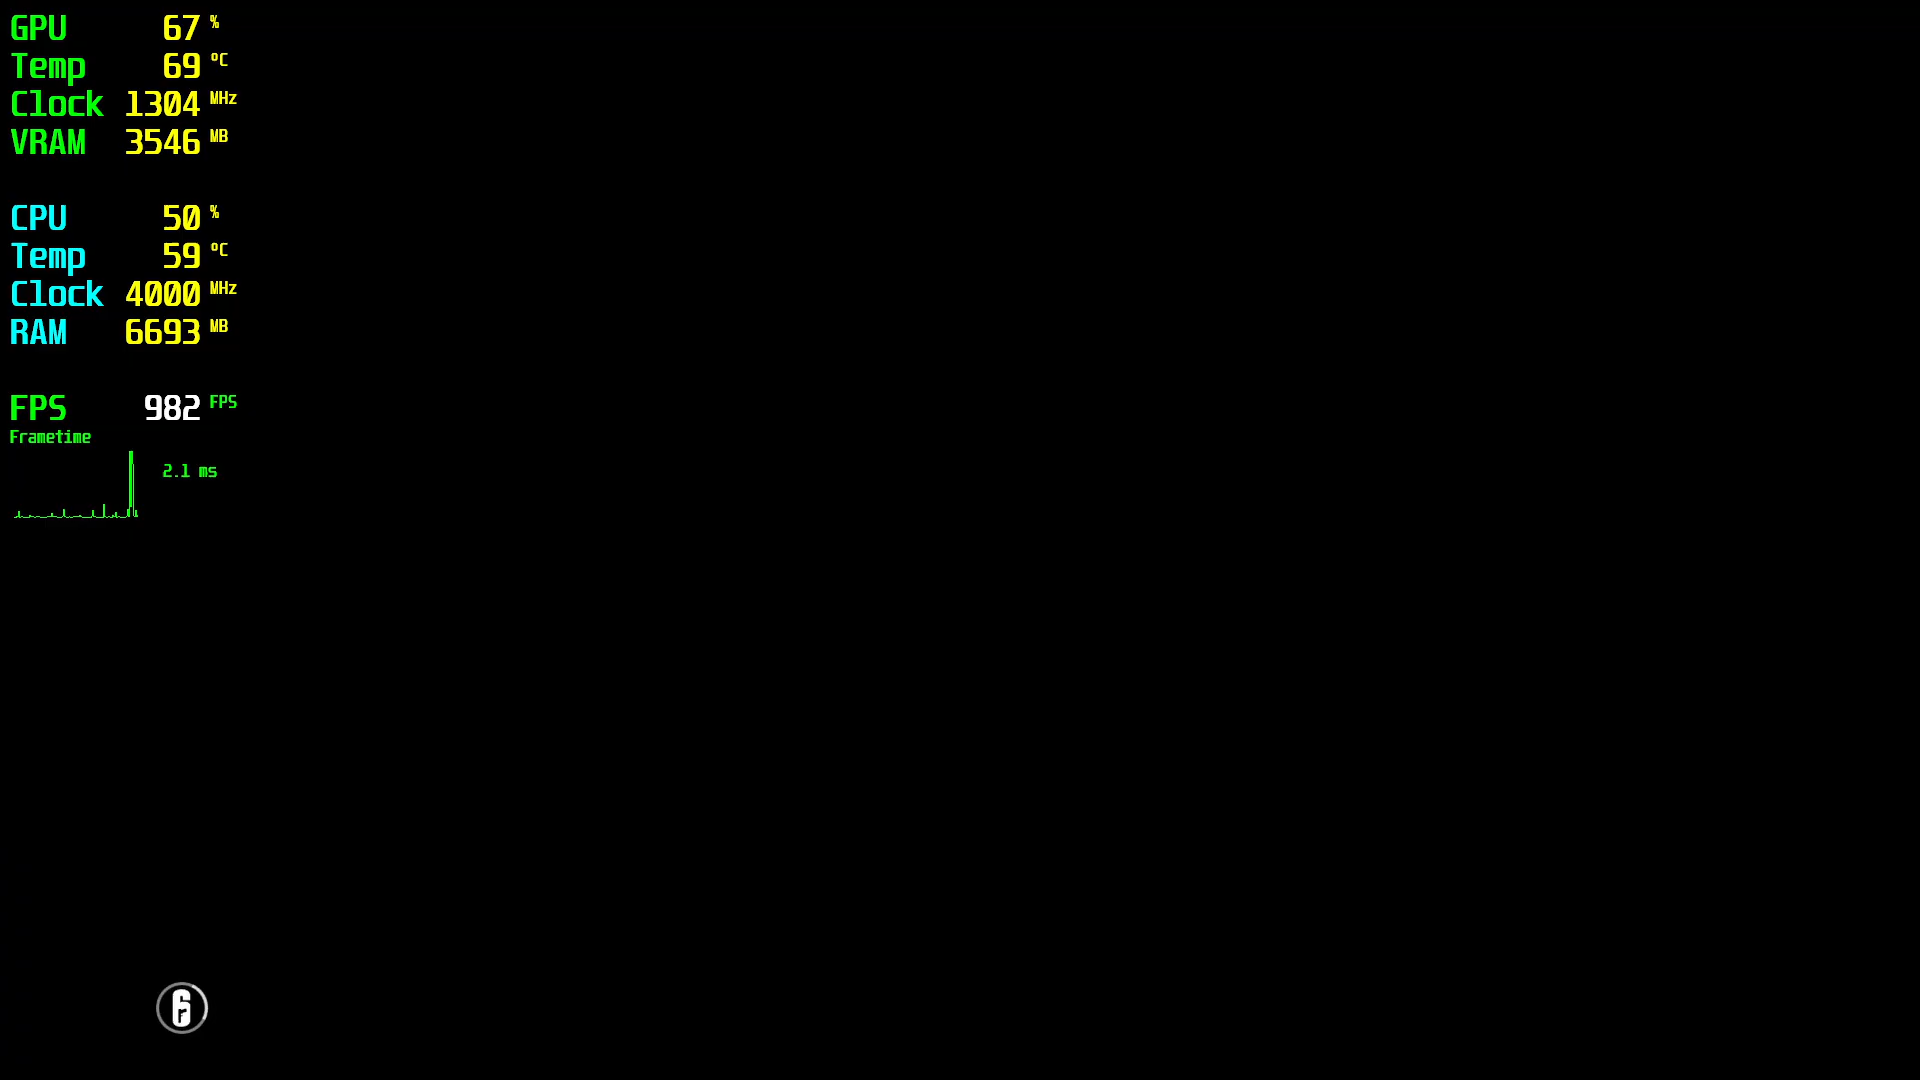 GPU 67 %
Temp 69 °C
Clock 1304 MHz
VRAM 3546 MB
CPU 50 %
Temp 59 °C
Clock 4000 MHz
RAM 6693 MB
FPS 982 FPS
Frametime
2.1 ms
6